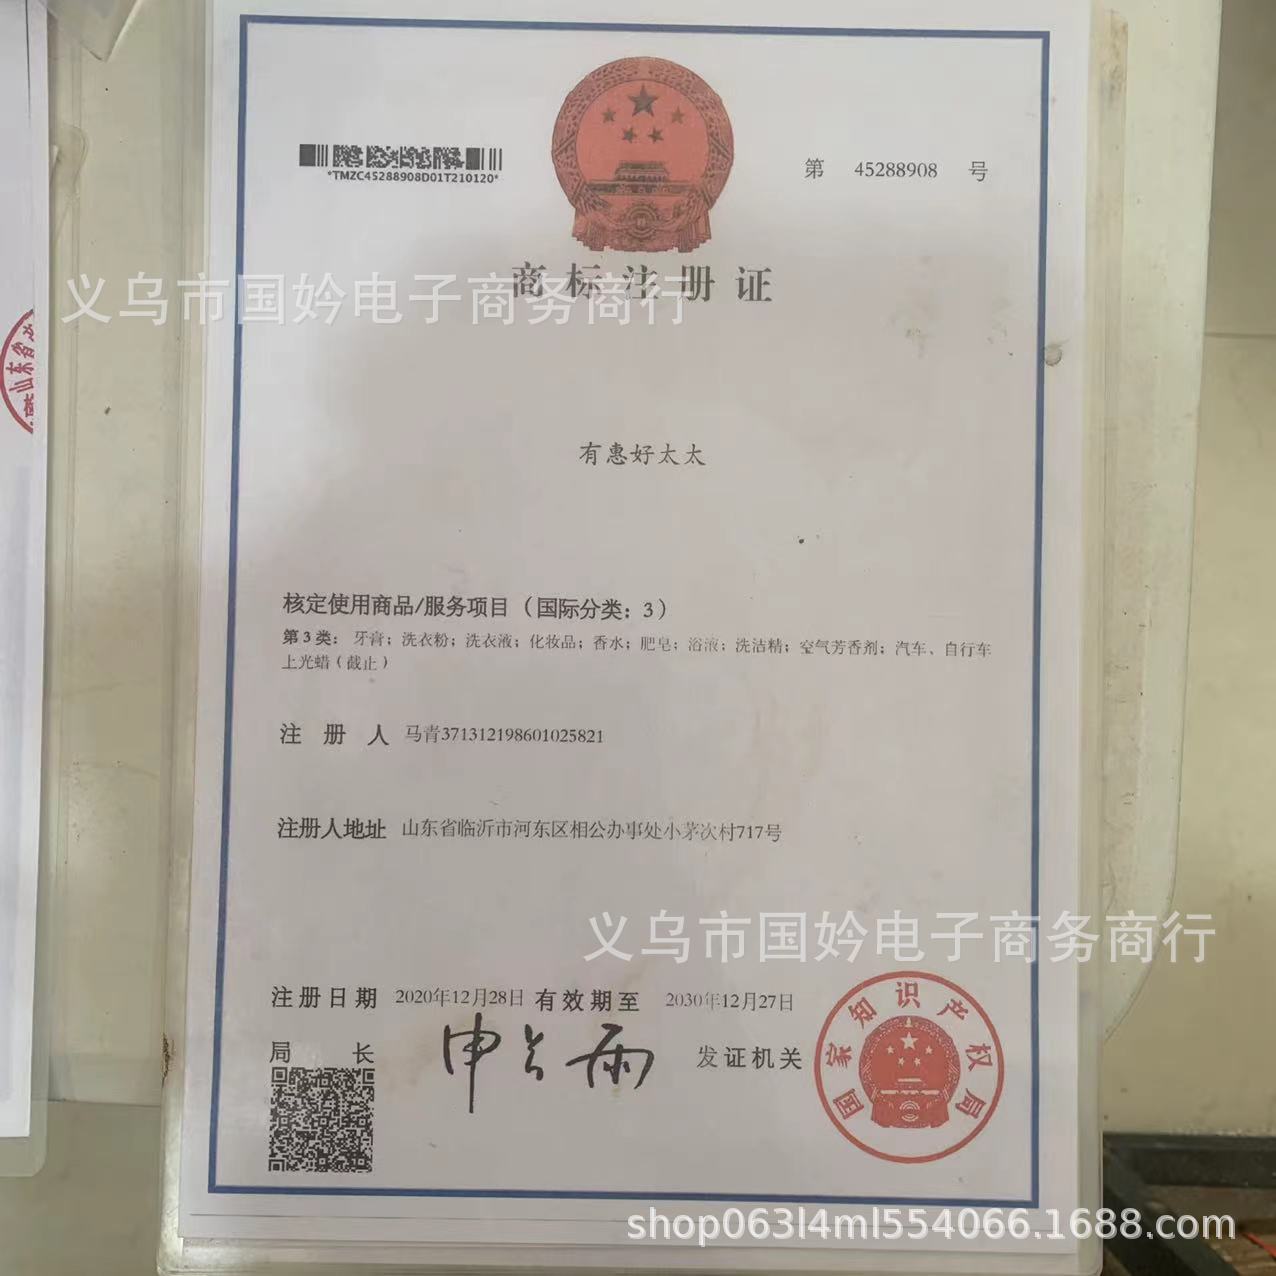 *TMZC45288908D01T210120*
第 45288908 号
商标注册证
义乌市国妗电子商务商行
有惠好太太
核定使用商品/服务项目（国际分类：3）
第3类：牙膏；洗衣粉；洗衣液；化妆品；香水；肥皂；浴液；洗洁精；空气芳香剂；汽车、自行车
上光蜡（截止）
注册人 马青371312198601025821
注册人地址 山东省临沂市河东区相公办事处小茅次村717号
义乌市国妗电子商务商行
注册日期 2020年12月28日 有效期至 2030年12月27日
局长 申长雨 发证机关
国家知识产权局
shop063l4ml554066.1688.com
山东省